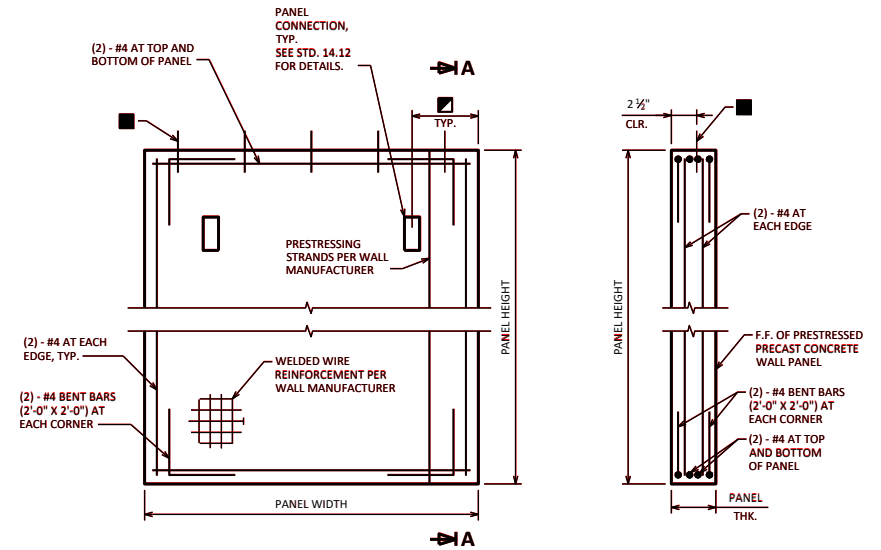 PANEL
CONNECTION,
TYP.
SEE STD. 14.12
FOR DETAILS.
(2) - #4 AT TOP AND
BOTTOM OF PANEL
A
TYP.
2 ½"
CLR.
PRESTRESSING
STRANDS PER WALL
MANUFACTURER
(2) - #4 AT
EACH EDGE
PANEL HEIGHT
PANEL HEIGHT
(2) - #4 AT EACH
EDGE, TYP.
WELDED WIRE
REINFORCEMENT PER
WALL MANUFACTURER
F.F. OF PRESTRESSED
PRECAST CONCRETE
WALL PANEL
(2) - #4 BENT BARS
(2'-0" X 2'-0") AT
EACH CORNER
(2) - #4 BENT BARS
(2'-0" X 2'-0") AT
EACH CORNER
(2) - #4 AT TOP
AND BOTTOM
OF PANEL
PANEL WIDTH
PANEL
THK.
A